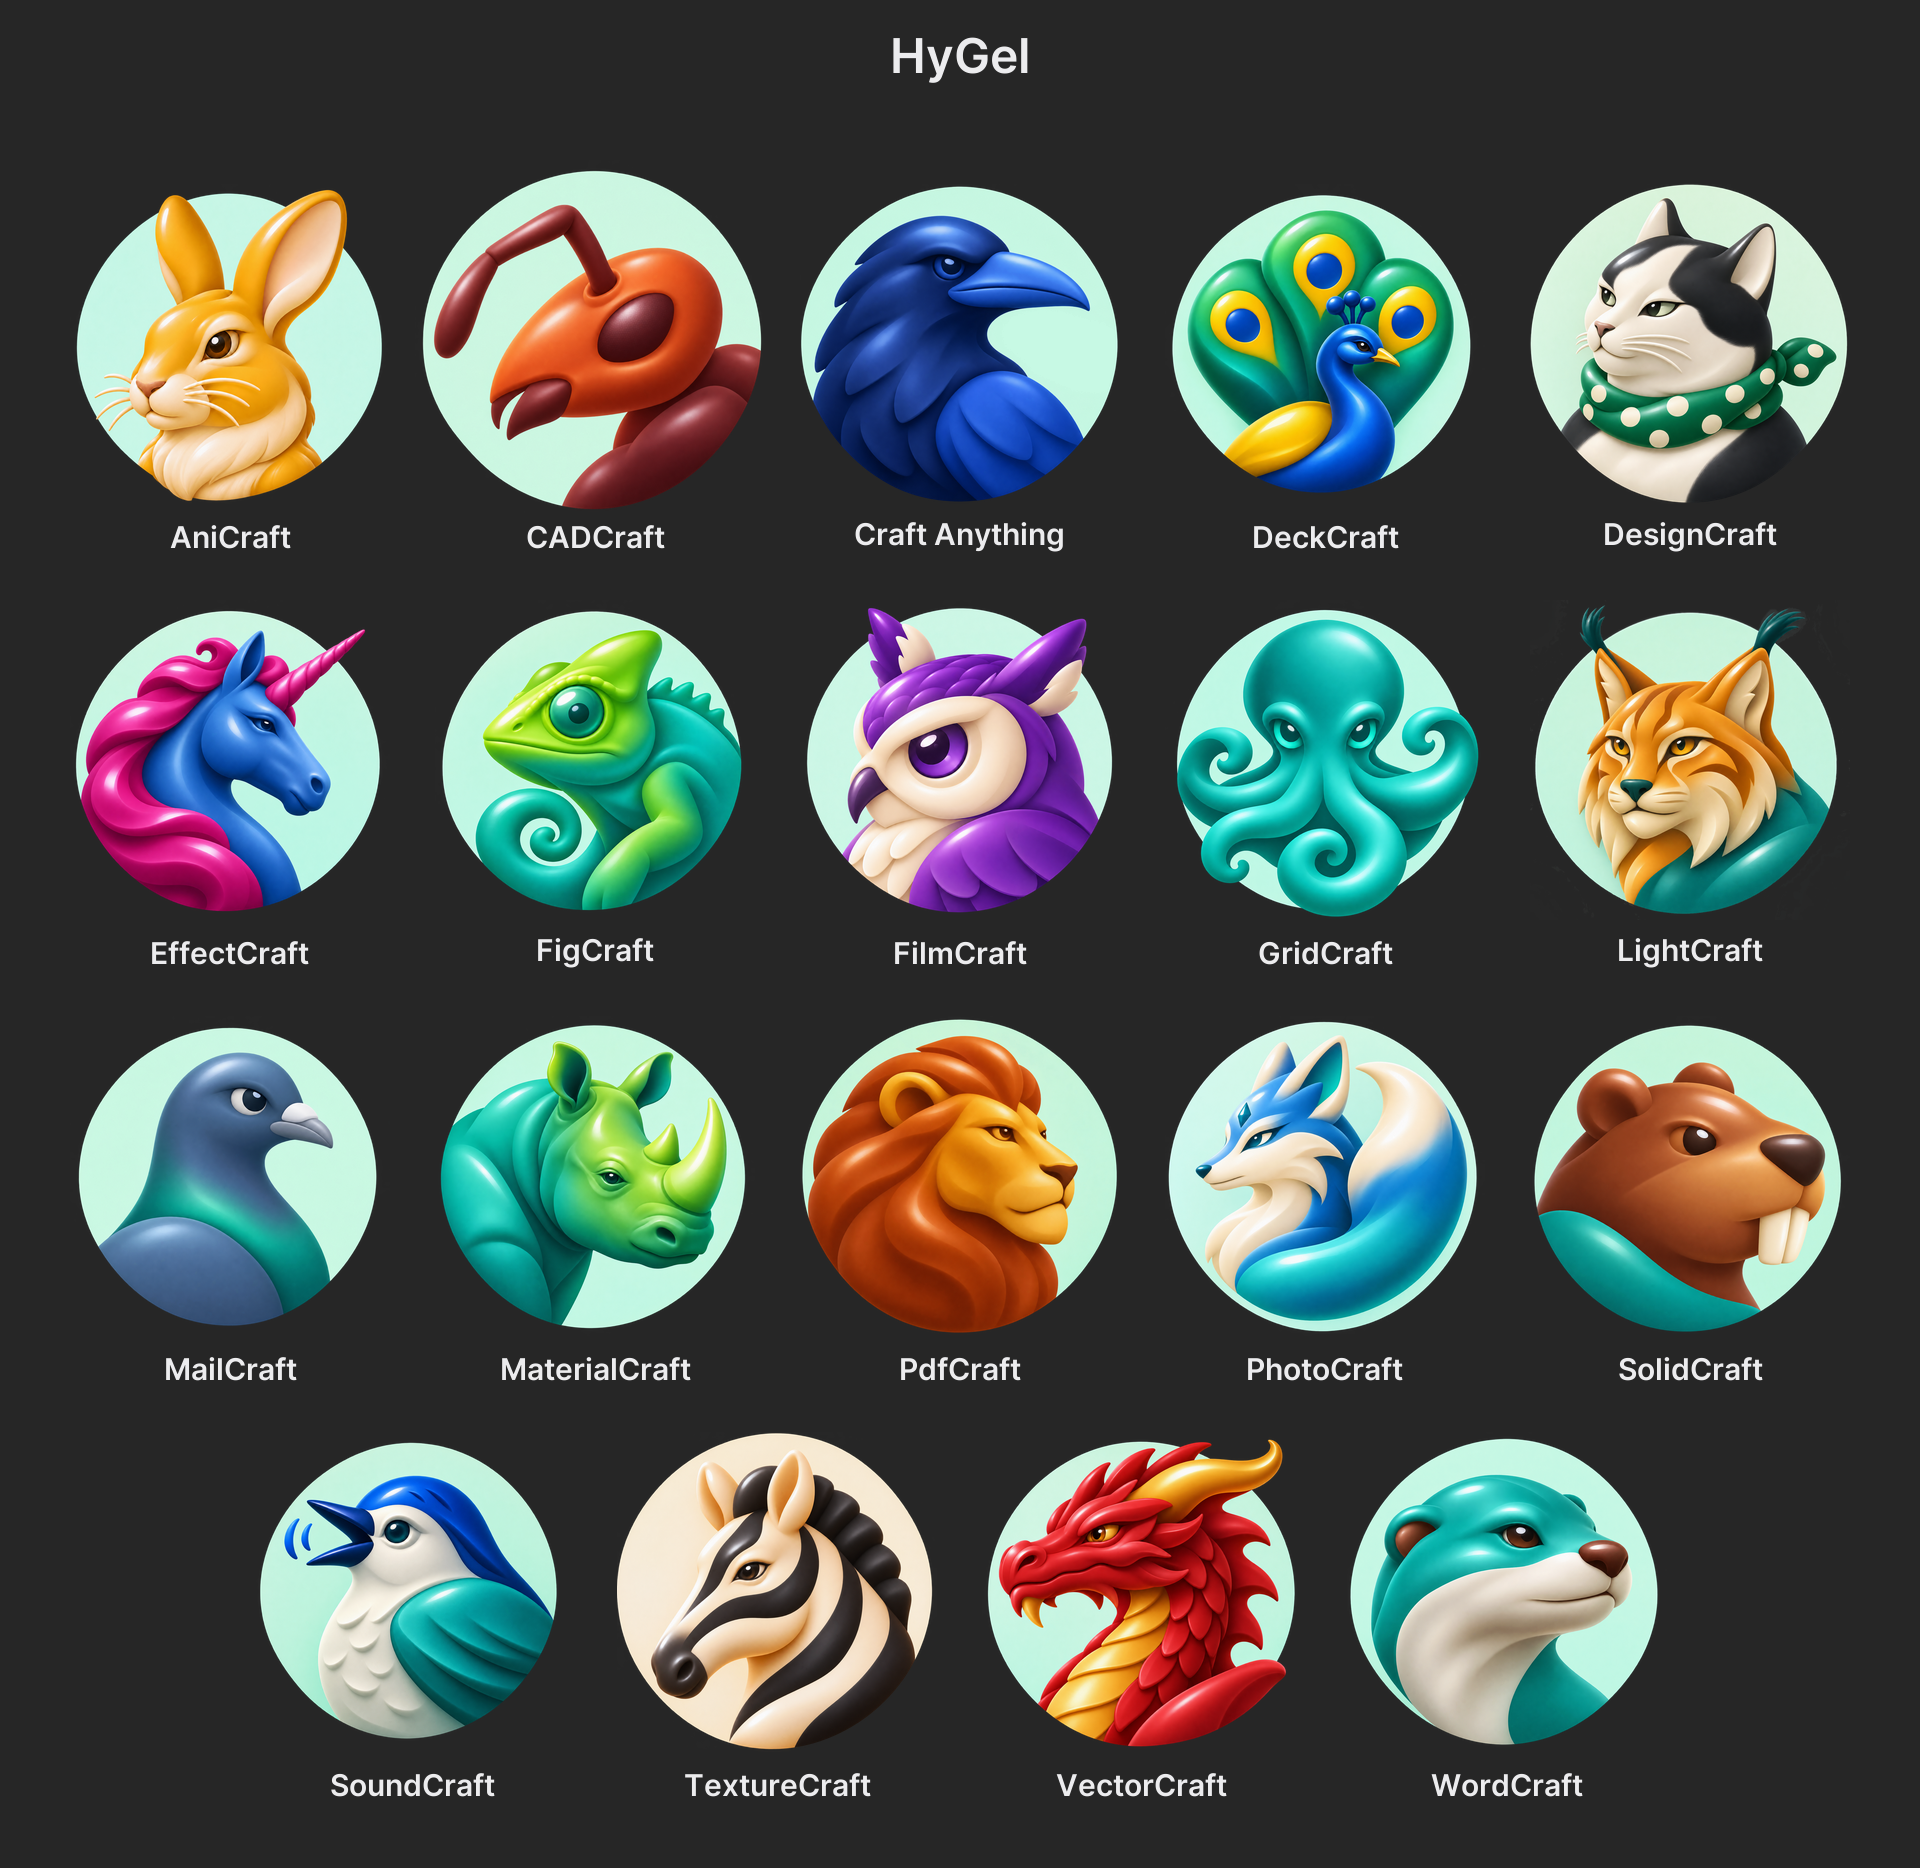 HyGel
AniCraft
CADCraft
Craft Anything
DeckCraft
DesignCraft
EffectCraft
FigCraft
FilmCraft
GridCraft
LightCraft
MailCraft
MaterialCraft
PdfCraft
PhotoCraft
SolidCraft
SoundCraft
TextureCraft
VectorCraft
WordCraft